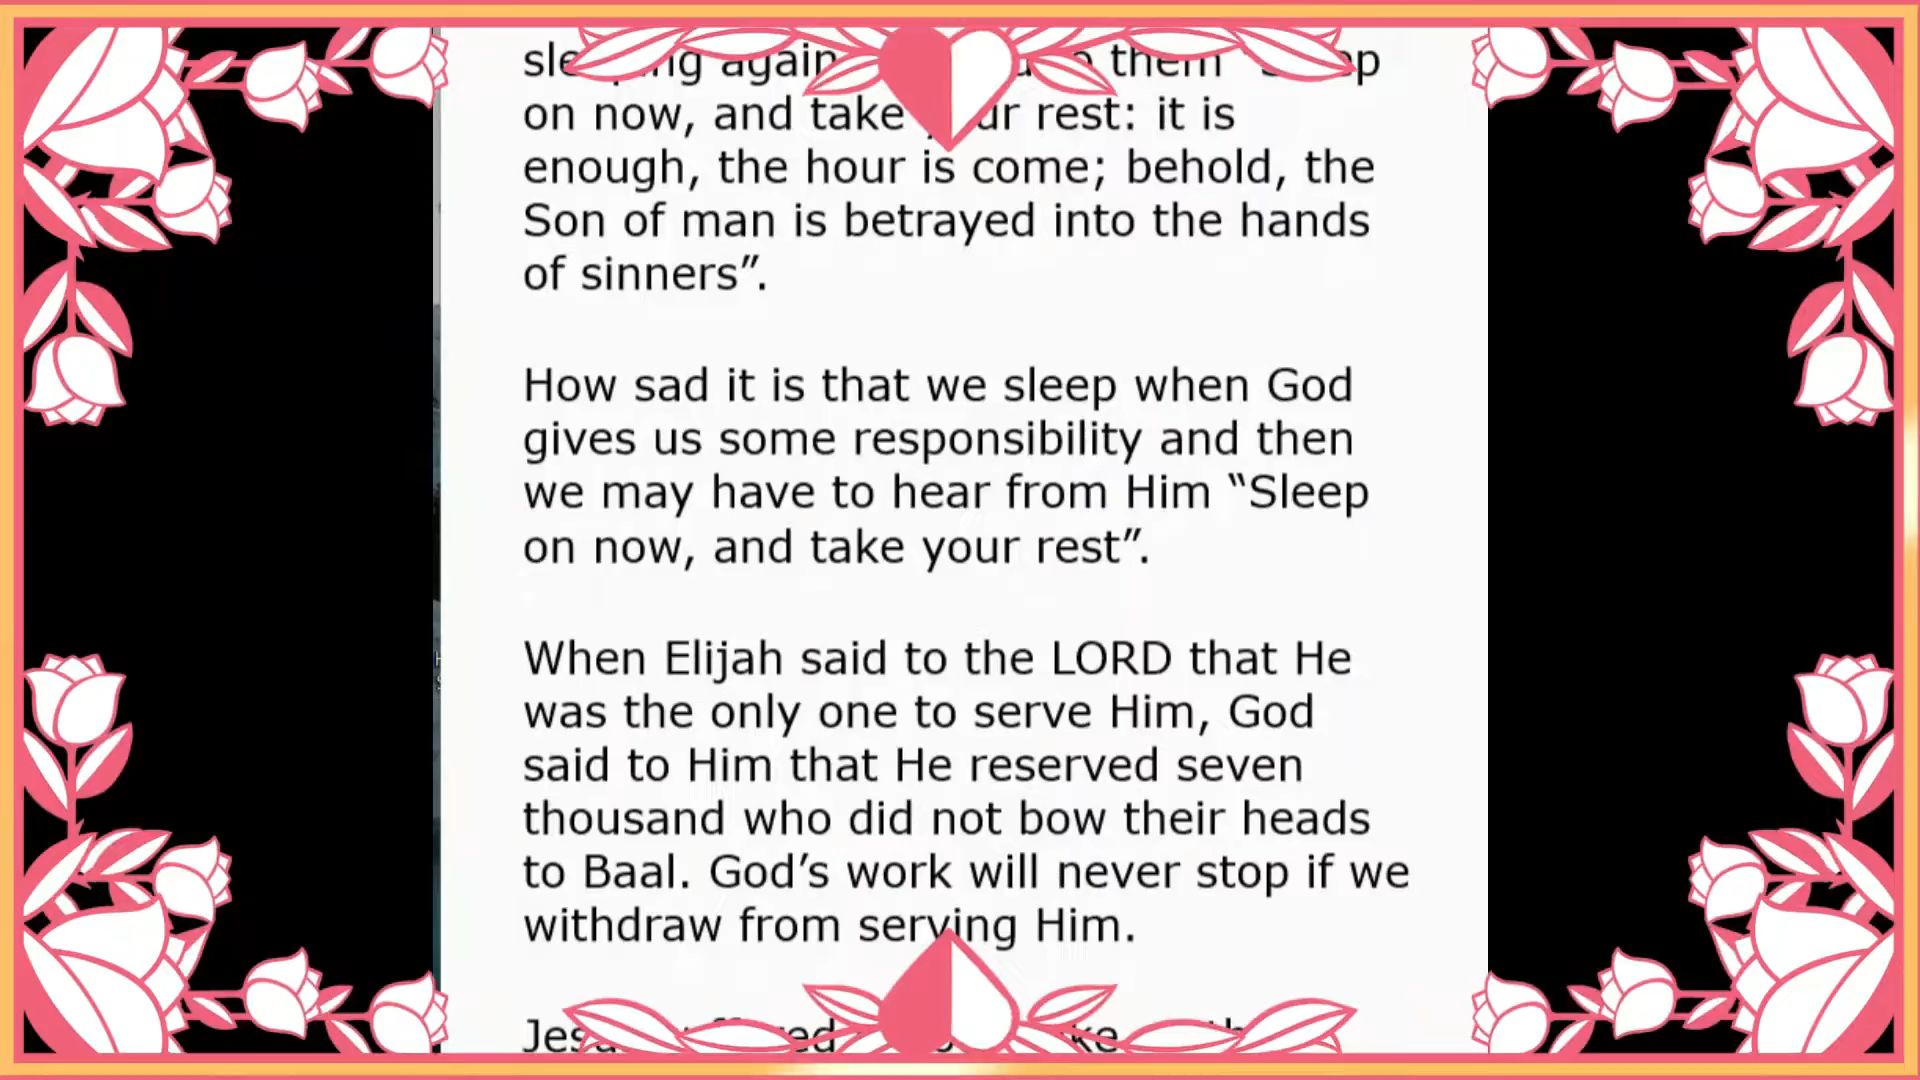 again them
on now, and take rest: it is
enough, the hour is come; behold, the
Son of man is betrayed into the hands
of sinners”.
How sad it is that we sleep when God
gives us some responsibility and then
we may have to hear from Him “Sleep
on now, and take your rest”.
When Elijah said to the LORD that He
was the only one to serve Him, God
said to Him that He reserved seven
thousand who did not bow their heads
to Baal. God’s work will never stop if we
withdraw from serving Him.